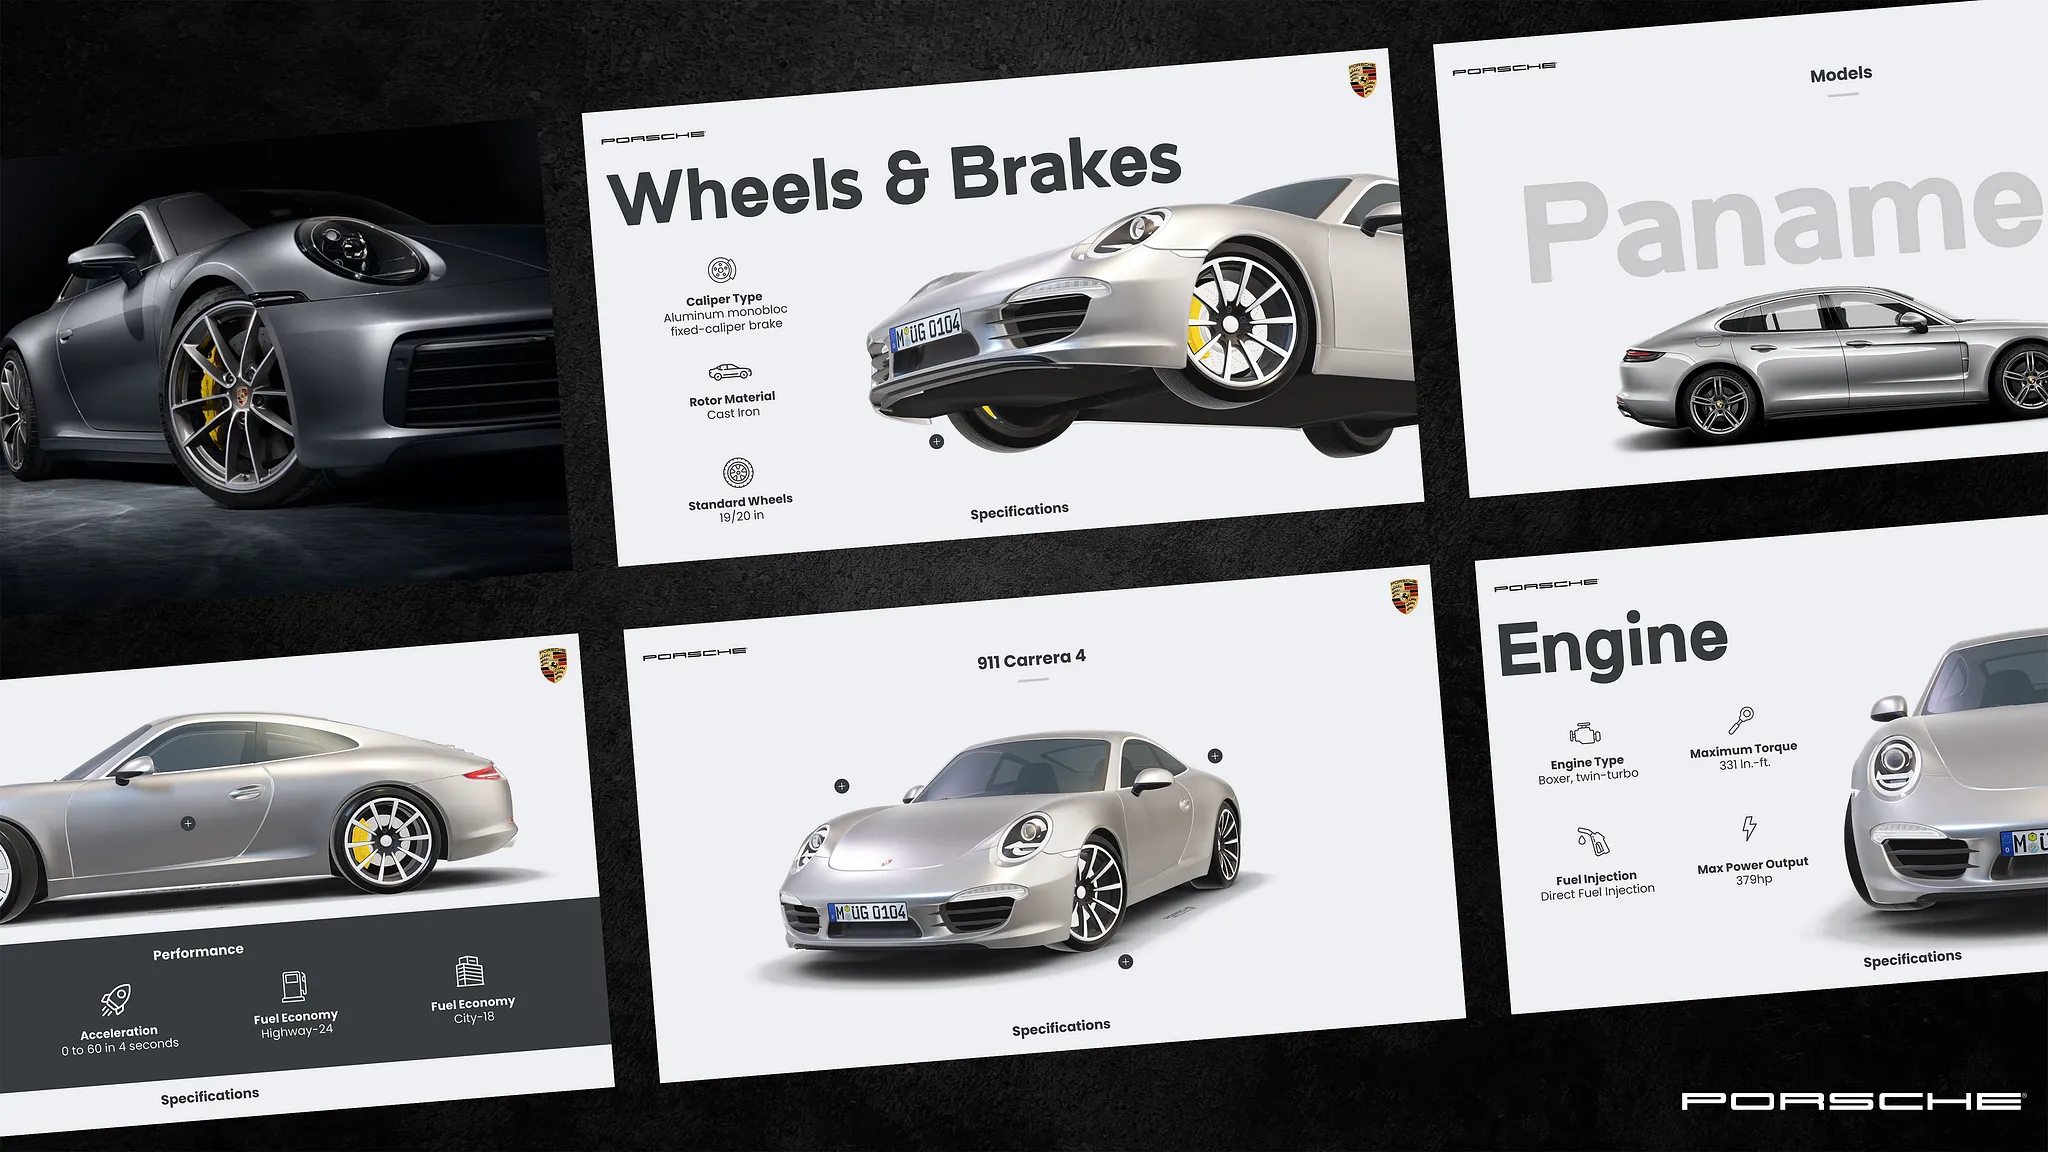 PORSCHE
Wheels & Brakes
Caliper Type
Aluminum monobloc
fixed-caliper brake
Rotor Material
Cast Iron
Standard Wheels
19/20 in
M ÜG 0104
Specifications
PORSCHE
Models
Paname
Performance
Acceleration
0 to 60 in 4 seconds
Fuel Economy
Highway-24
Fuel Economy
City-18
Specifications
PORSCHE
911 Carrera 4
M ÜG 0104
Specifications
PORSCHE
Engine
Engine Type
Boxer, twin-turbo
Maximum Torque
331 ln.-ft.
Fuel Injection
Direct Fuel Injection
Max Power Output
379hp
M Ü
Specifications
PORSCHE